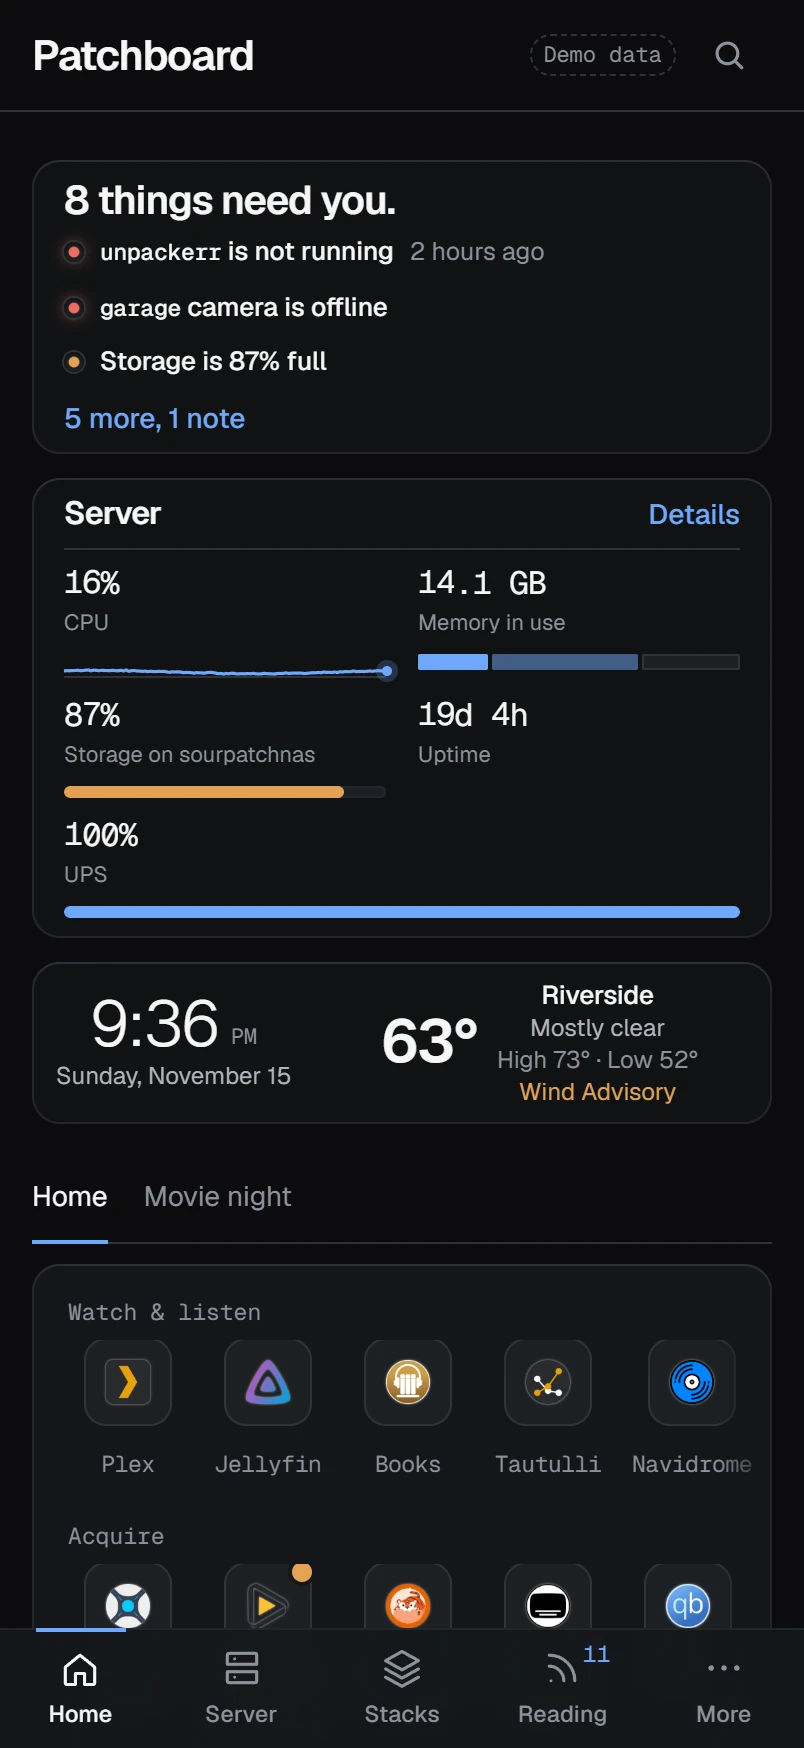 Patchboard
Demo data
8 things need you.
unpackerr is not running 2 hours ago
garage camera is offline
Storage is 87% full
5 more, 1 note
Server
Details
16%
CPU
14.1 GB
Memory in use
87%
Storage on sourpatchnas
19d 4h
Uptime
100%
UPS
9:36 PM
Sunday, November 15
63°
Riverside
Mostly clear
High 73° · Low 52°
Wind Advisory
Home
Movie night
Watch & listen
Plex
Jellyfin
Books
Tautulli
Navidrome
Acquire
qb
11
Home
Server
Stacks
Reading
More